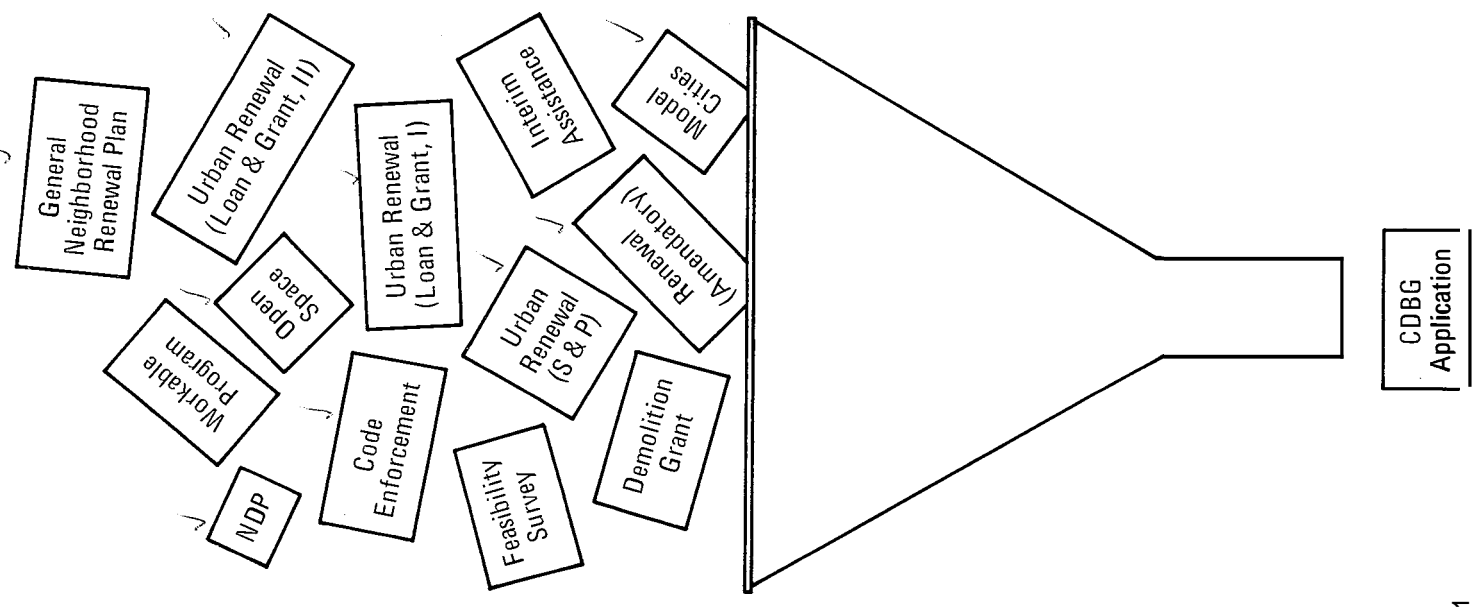 General
Neighborhood
Renewal Plan
Urban Renewal
(Loan & Grant, II)
Open
Space
Workable
Program
NDP
Urban Renewal
(Loan & Grant, I)
Code
Enforcement
Interim
Assistance
Urban
Renewal
(S & P)
Feasibility
Survey
Model
Cities
Renewal
(Amendatory)
Demolition
Grant
CDBG
Application